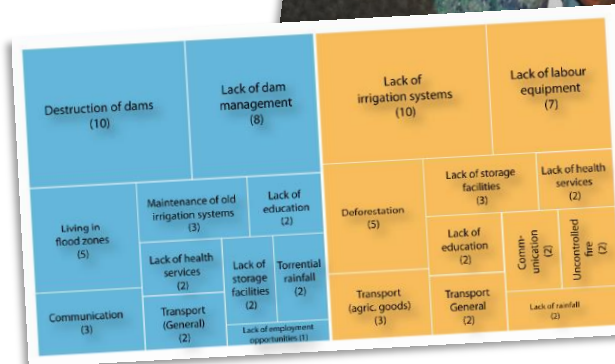 Destruction of dams
(10)
Lack of dam
management
(8)
Living in
flood zones
(5)
Maintenance of old
irrigation systems
(3)
Lack of
education
(2)
Lack of health
services
(2)
Lack of
storage
facilities
(2)
Torrential
rainfall
(2)
Communication
(3)
Transport
(General)
(2)
Lack of employment
opportunities (1)
Lack of
irrigation systems
(10)
Lack of labour
equipment
(7)
Deforestation
(5)
Lack of storage
facilities
(3)
Lack of health
services
(2)
Lack of
education
(2)
Comm-
unication
(2)
Uncontrolled
fire
(2)
Transport
(agric. goods)
(3)
Transport
General
(2)
Lack of rainfall
(2)